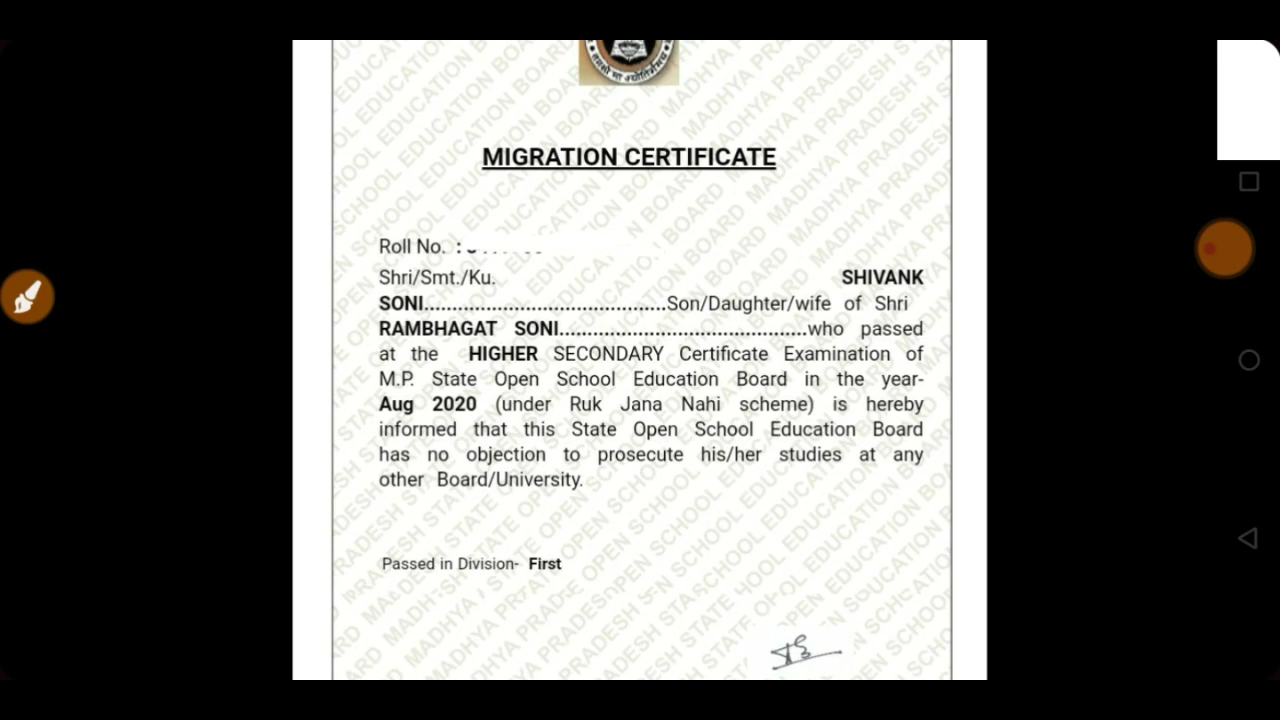 MIGRATION CERTIFICATE
Roll No. :
Shri/Smt./Ku. SHIVANK
SONI..........................................Son/Daughter/wife of Shri
RAMBHAGAT SONI...........................................who passed
at the HIGHER SECONDARY Certificate Examination of
M.P. State Open School Education Board in the year-
Aug 2020 (under Ruk Jana Nahi scheme) is hereby
informed that this State Open School Education Board
has no objection to prosecute his/her studies at any
other Board/University.
Passed in Division- First